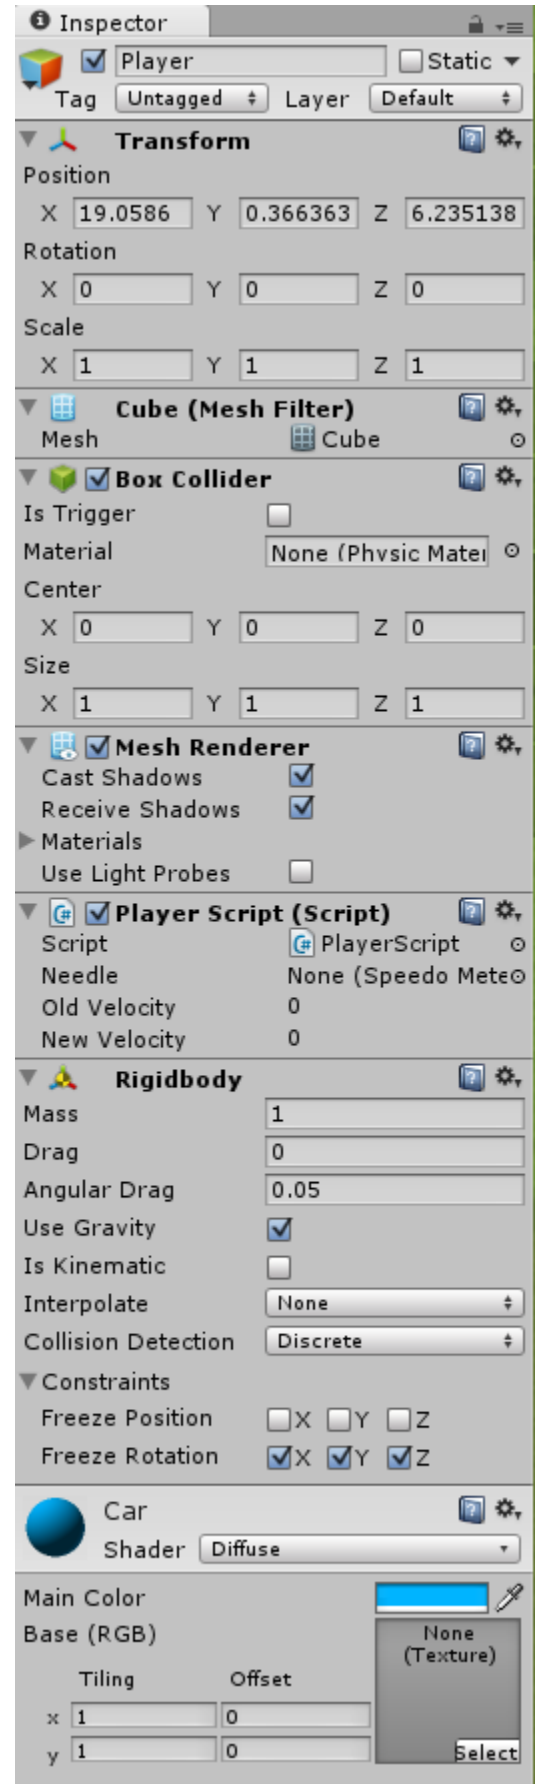 Inspector
Player
Static
Tag Untagged Layer Default
Transform
Position
X 19.0586 Y 0.366363 Z 6.235138
Rotation
X 0 Y 0 Z 0
Scale
X 1 Y 1 Z 1
Cube (Mesh Filter)
Mesh Cube
Box Collider
Is Trigger
Material None (Physic Mater
Center
X 0 Y 0 Z 0
Size
X 1 Y 1 Z 1
Mesh Renderer
Cast Shadows
Receive Shadows
Materials
Use Light Probes
Player Script (Script)
Script PlayerScript
Needle None (Speedo Mete
Old Velocity 0
New Velocity 0
Rigidbody
Mass 1
Drag 0
Angular Drag 0.05
Use Gravity
Is Kinematic
Interpolate None
Collision Detection Discrete
Constraints
Freeze Position X Y Z
Freeze Rotation X Y Z
Car
Shader Diffuse
Main Color
Base (RGB) None
(Texture)
Tiling Offset
x 1 0
y 1 0 Select